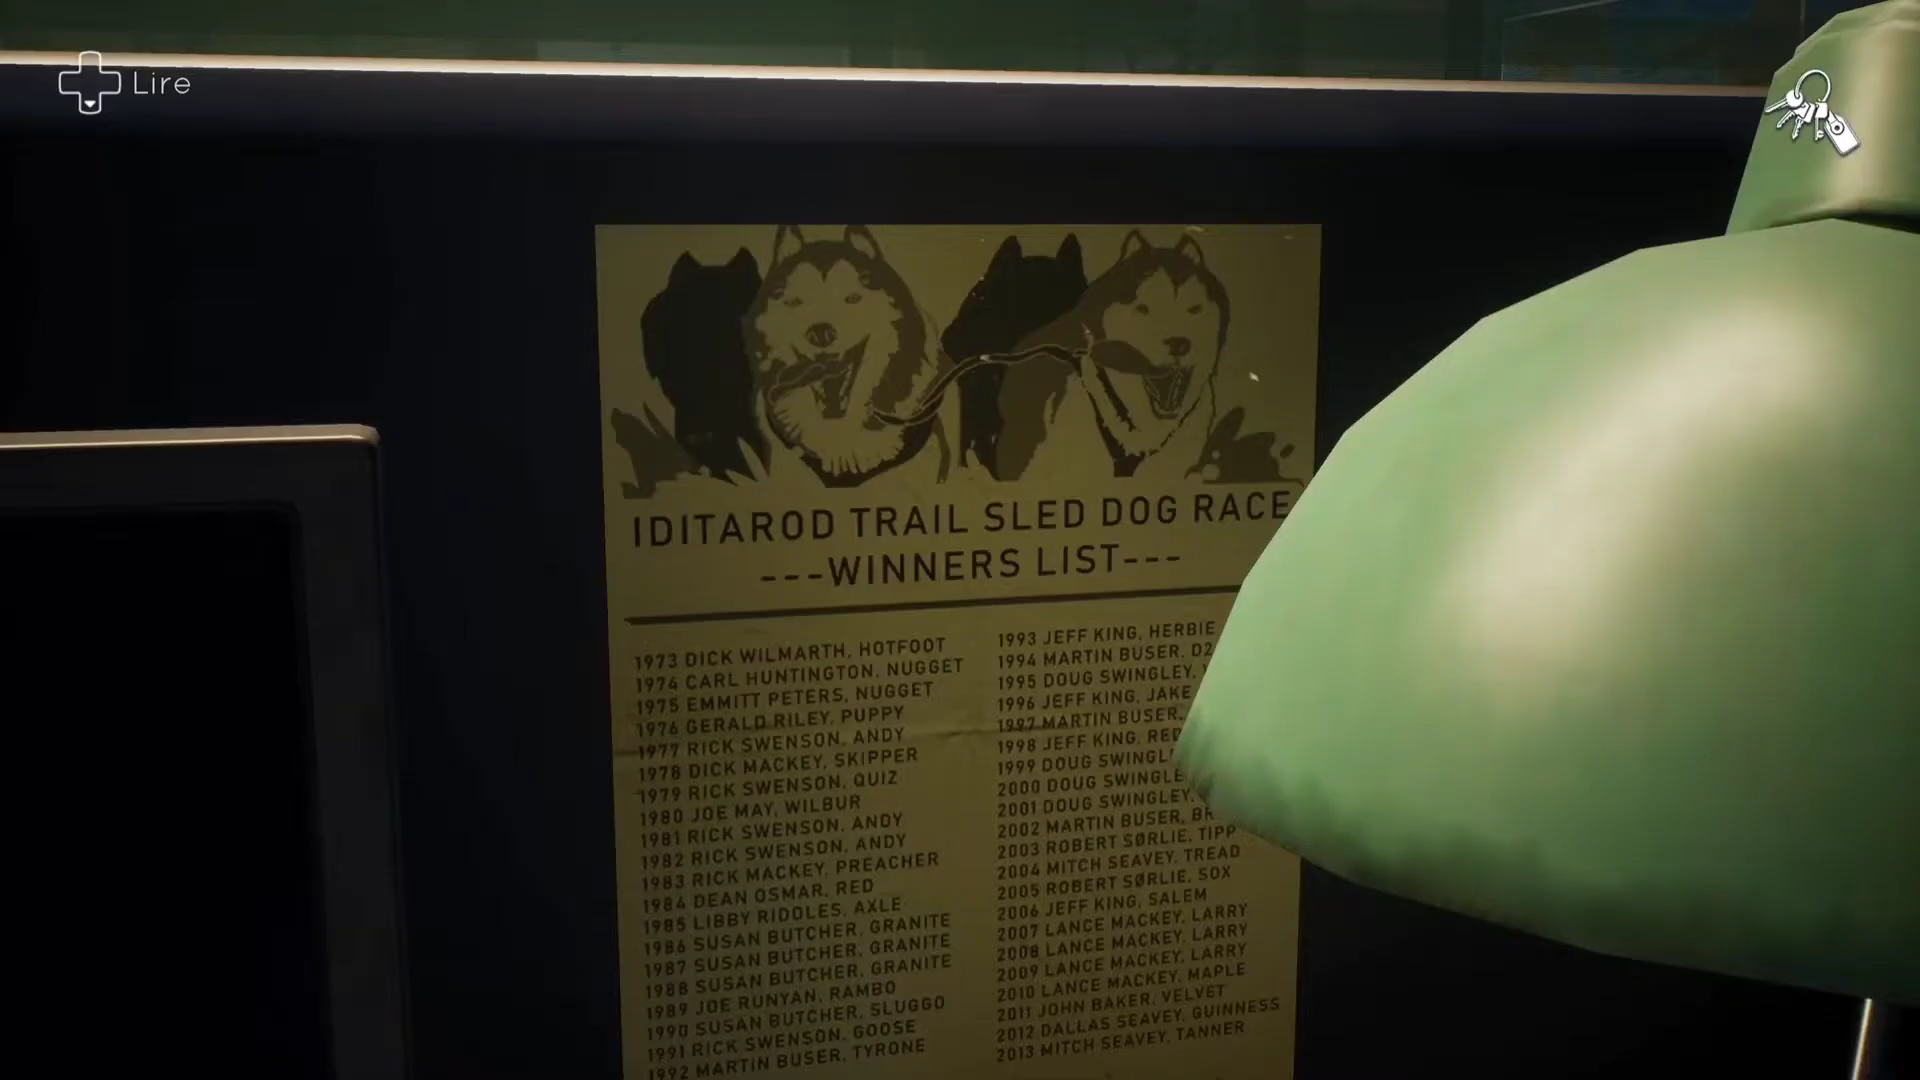 Lire
IDITAROD TRAIL SLED DOG RACE
---WINNERS LIST---
1973 DICK WILMARTH, HOTFOOT
1974 CARL HUNTINGTON, NUGGET
1975 EMMITT PETERS, NUGGET
1976 GERALD RILEY, PUPPY
1977 RICK SWENSON, ANDY
1978 DICK MACKEY, SKIPPER
1979 RICK SWENSON, QUIZ
1980 JOE MAY, WILBUR
1981 RICK SWENSON, ANDY
1982 RICK SWENSON, ANDY
1983 RICK MACKEY, PREACHER
1984 DEAN OSMAR, RED
1985 LIBBY RIDDLES, AXLE
1986 SUSAN BUTCHER, GRANITE
1987 SUSAN BUTCHER, GRANITE
1988 SUSAN BUTCHER, GRANITE
1989 JOE RUNYAN, RAMBO
1990 SUSAN BUTCHER, SLUGGO
1991 RICK SWENSON, GOOSE
1992 MARTIN BUSER, TYRONE
1993 JEFF KING, HERBIE
1994 MARTIN BUSER, D2
1995 DOUG SWINGLEY,
1996 JEFF KING, JAKE
1997 MARTIN BUSER,
1998 JEFF KING, RED
1999 DOUG
2000 DOUG
2001 DOUG SWINGLEY,
2002 MARTIN BUSER,
2003 ROBERT SØRLIE,
2004 MITCH SEAVEY, TREAD
2005 ROBERT SØRLIE, SOX
2006 JEFF KING, SALEM
2007 LANCE MACKEY, LARRY
2008 LANCE MACKEY, LARRY
2009 LANCE MACKEY, LARRY
2010 LANCE MACKEY, MAPLE
2011 JOHN BAKER, VELVET
2012 DALLAS SEAVEY, GUINNESS
2013 MITCH SEAVEY, TANNER